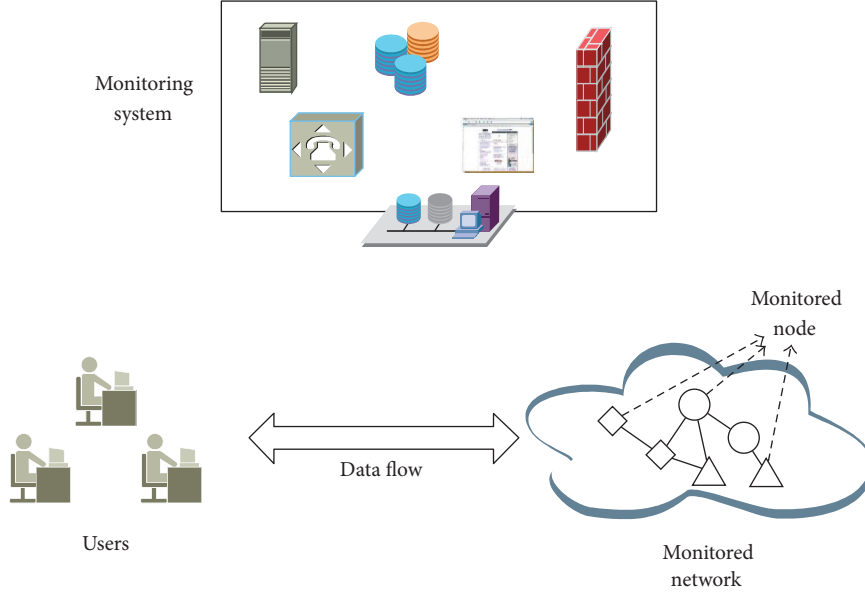 Monitoring
system
Monitored
node
Data flow
Users
Monitored
network